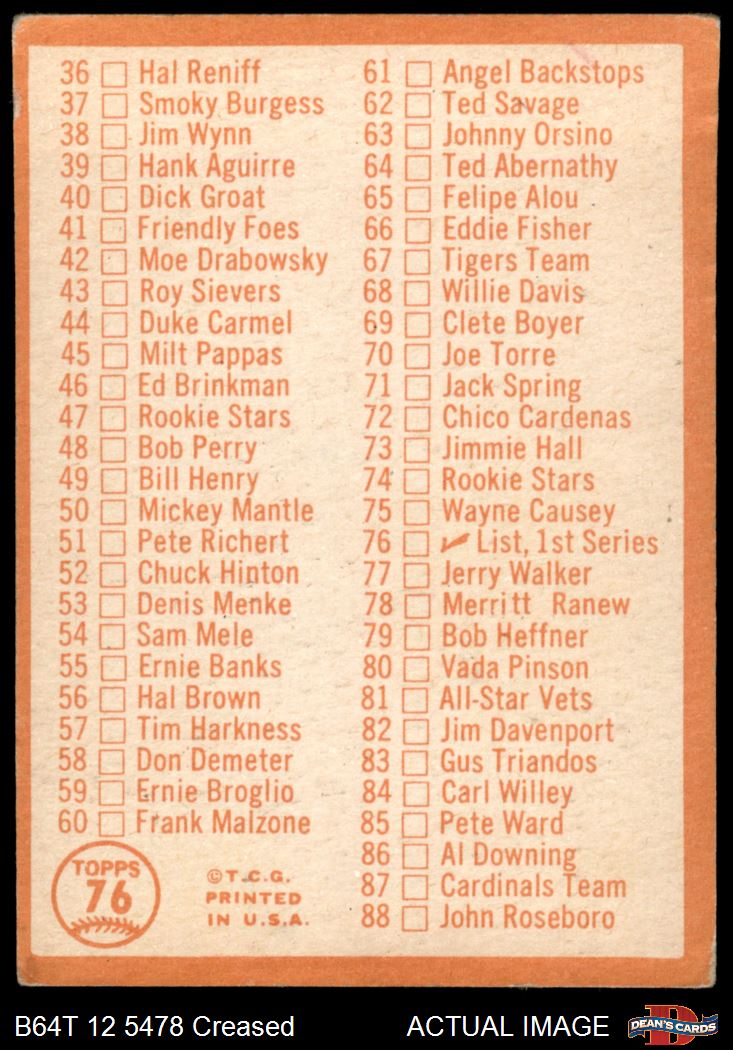 36 Hal Reniff
37 Smoky Burgess
38 Jim Wynn
39 Hank Aguirre
40 Dick Groat
41 Friendly Foes
42 Moe Drabowsky
43 Roy Sievers
44 Duke Carmel
45 Milt Pappas
46 Ed Brinkman
47 Rookie Stars
48 Bob Perry
49 Bill Henry
50 Mickey Mantle
51 Pete Richert
52 Chuck Hinton
53 Denis Menke
54 Sam Mele
55 Ernie Banks
56 Hal Brown
57 Tim Harkness
58 Don Demeter
59 Ernie Broglio
60 Frank Malzone
TOPPS
76
©T.C.G.
PRINTED
IN U.S.A.
61 Angel Backstops
62 Ted Savage
63 Johnny Orsino
64 Ted Abernathy
65 Felipe Alou
66 Eddie Fisher
67 Tigers Team
68 Willie Davis
69 Clete Boyer
70 Joe Torre
71 Jack Spring
72 Chico Cardenas
73 Jimmie Hall
74 Rookie Stars
75 Wayne Causey
76 ✓ List, 1st Series
77 Jerry Walker
78 Merritt Ranew
79 Bob Heffner
80 Vada Pinson
81 All-Star Vets
82 Jim Davenport
83 Gus Triandos
84 Carl Willey
85 Pete Ward
86 Al Downing
87 Cardinals Team
88 John Roseboro
B64T 12 5478 Creased
ACTUAL IMAGE
D
DEAN'S CARDS